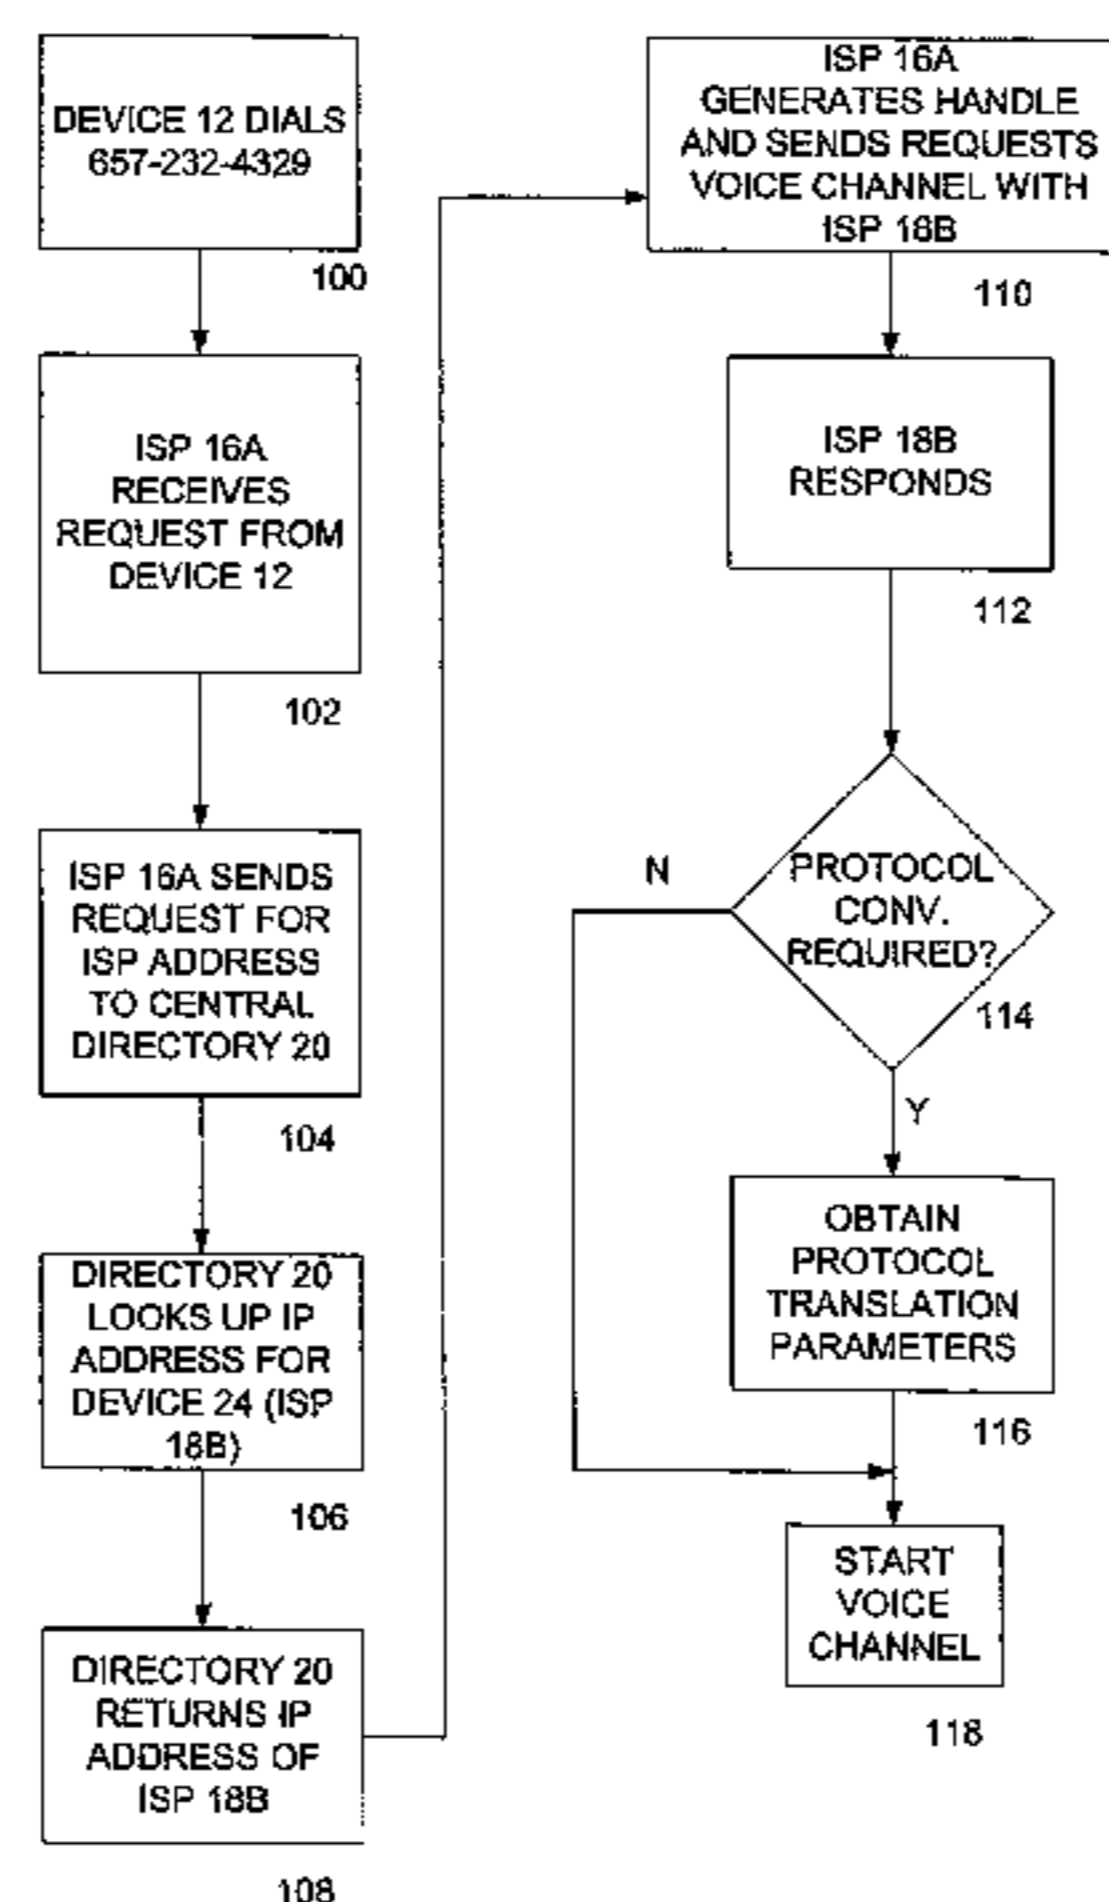 DEVICE 12 DIALS
657-232-4329
100
ISP 16A
RECEIVES
REQUEST FROM
DEVICE 12
102
ISP 16A SENDS
REQUEST FOR
ISP ADDRESS
TO CENTRAL
DIRECTORY 20
104
DIRECTORY 20
LOOKS UP IP
ADDRESS FOR
DEVICE 24 (ISP
18B)
106
DIRECTORY 20
RETURNS IP
ADDRESS OF
ISP 18B
108
ISP 16A
GENERATES HANDLE
AND SENDS REQUESTS
VOICE CHANNEL WITH
ISP 18B
110
ISP 18B
RESPONDS
112
PROTOCOL
CONV.
REQUIRED?
114
N
Y
OBTAIN
PROTOCOL
TRANSLATION
PARAMETERS
116
START
VOICE
CHANNEL
118